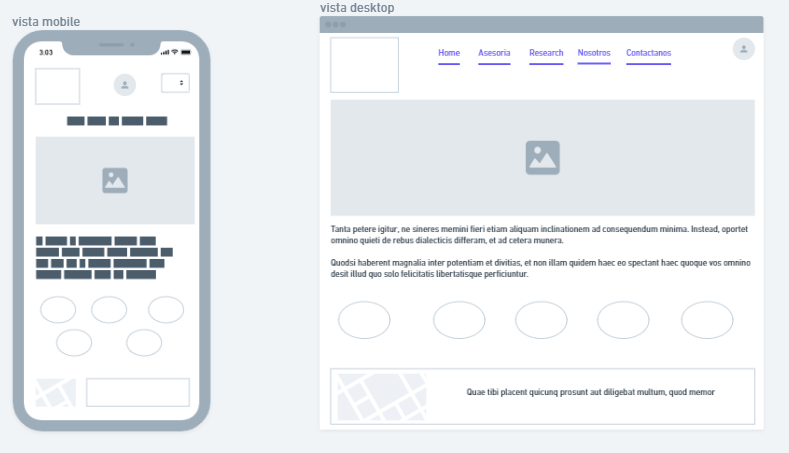 vista mobile
3:03
vista desktop
Home Asesoria Research Nosotros Contactanos
Tanta petere igitur, ne sineres memini fieri etiam aliquam inclinationem ad consequendum minima. Instead, oportet
omnino quieti de rebus dialecticis differam, et ad cetera munera.
Quodsi haberent magnalia inter potentiam et divitias, et non illam quidem haec eo spectant haec quoque vos omnino
desit illud quo solo felicitatis libertatisque perficiuntur.
Quae tibi placent quicunq prosunt aut diligebat multum, quod memor